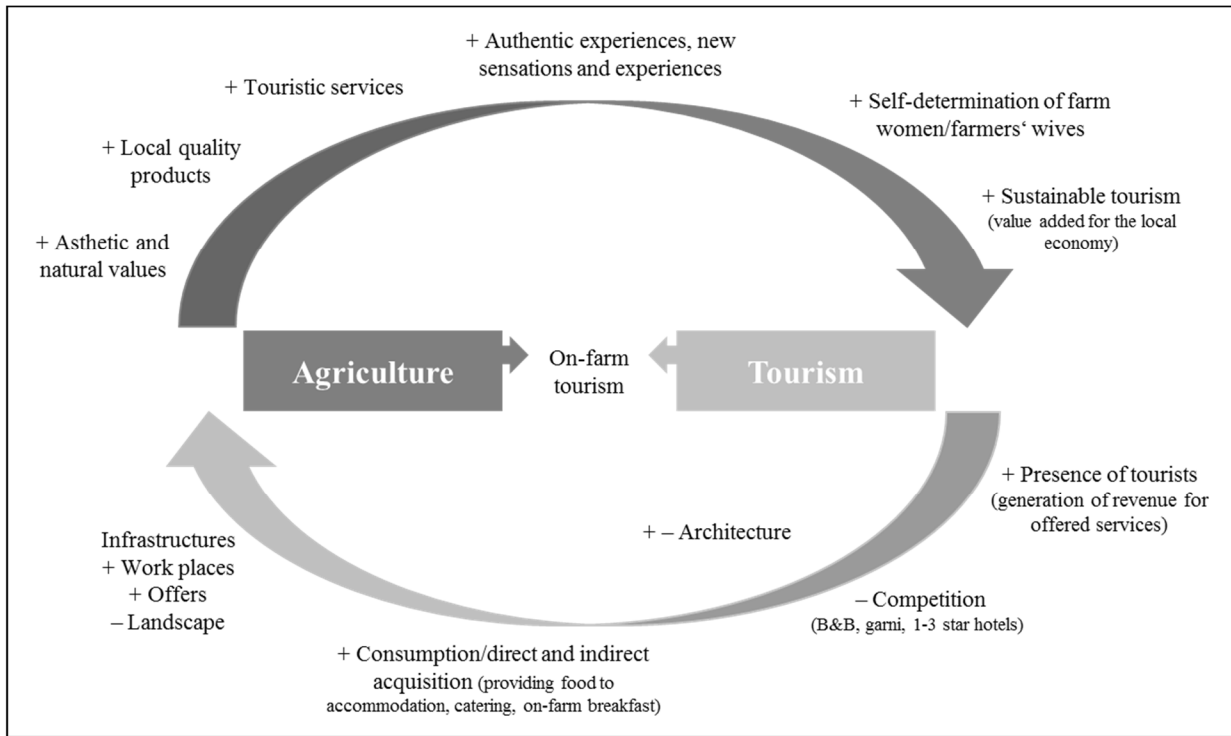 + Authentic experiences, new
sensations and experiences
+ Touristic services
+ Self-determination of farm
women/farmers‘ wives
+ Local quality
products
+ Sustainable tourism
(value added for the local
economy)
+ Asthetic and
natural values
Agriculture
On-farm
tourism
Tourism
+ Presence of tourists
(generation of revenue for
offered services)
+ – Architecture
Infrastructures
+ Work places
+ Offers
– Landscape
– Competition
(B&B, garni, 1-3 star hotels)
+ Consumption/direct and indirect
acquisition (providing food to
accommodation, catering, on-farm breakfast)